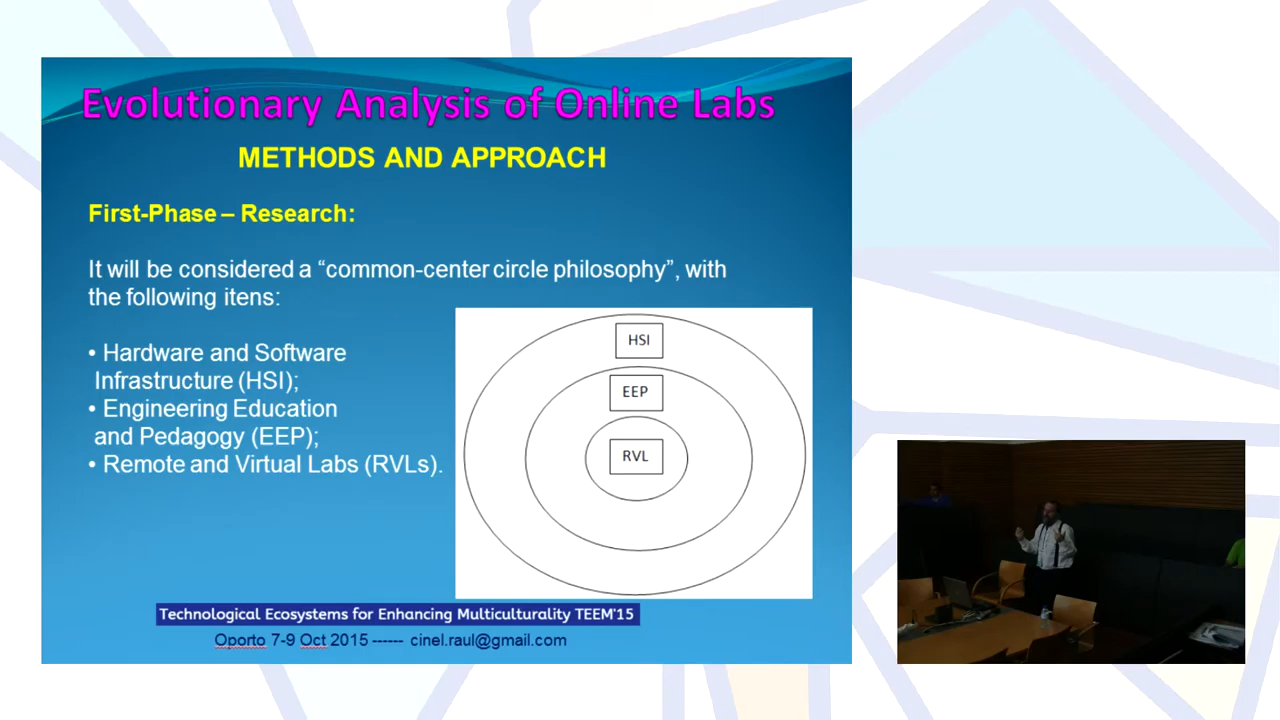 Evolutionary Analysis of Online Labs
METHODS AND APPROACH
First-Phase – Research:
It will be considered a “common-center circle philosophy”, with
the following itens:
• Hardware and Software
Infrastructure (HSI);
• Engineering Education
and Pedagogy (EEP);
• Remote and Virtual Labs (RVLs).
HSI
EEP
RVL
Technological Ecosystems for Enhancing Multiculturality TEEM'15
Oporto 7-9 Oct 2015 ------ cinel.raul@gmail.com